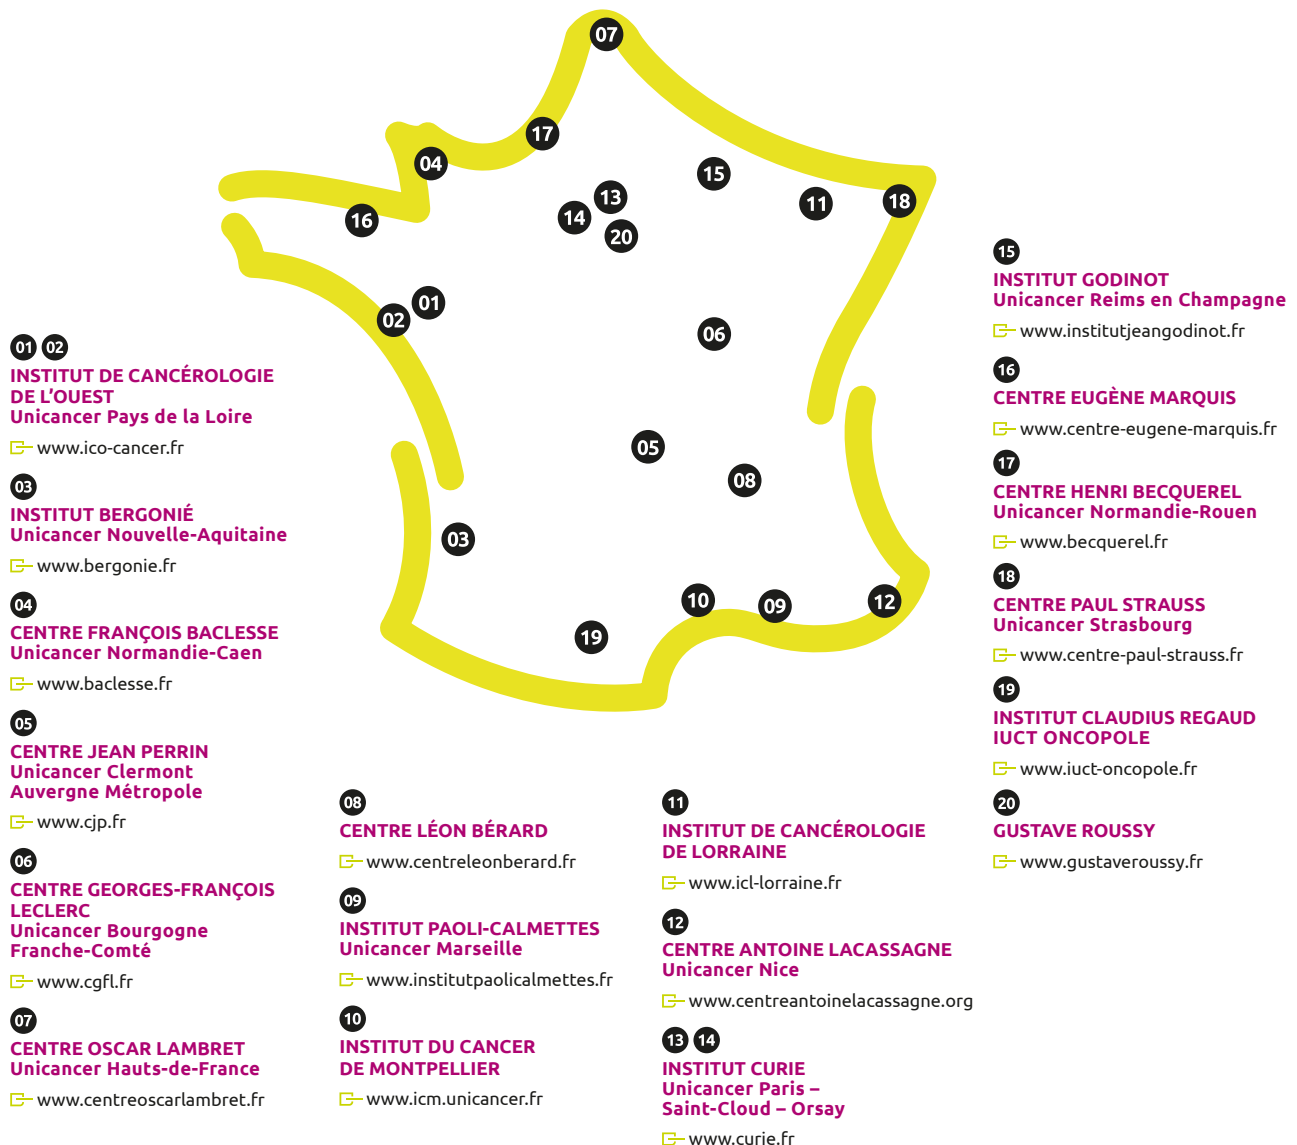 07
17
04
15
13
11
18
14
16
20
01
02
06
05
08
03
10
09
12
19
01 02
INSTITUT DE CANCÉROLOGIE
DE L'OUEST
Unicancer Pays de la Loire
www.ico-cancer.fr
03
INSTITUT BERGONIÉ
Unicancer Nouvelle-Aquitaine
www.bergonie.fr
04
CENTRE FRANÇOIS BACLESSE
Unicancer Normandie-Caen
www.baclesse.fr
05
CENTRE JEAN PERRIN
Unicancer Clermont
Auvergne Métropole
www.cjp.fr
06
CENTRE GEORGES-FRANÇOIS
LECLERC
Unicancer Bourgogne
Franche-Comté
www.cgfl.fr
07
CENTRE OSCAR LAMBRET
Unicancer Hauts-de-France
www.centreoscarlambret.fr
08
CENTRE LÉON BÉRARD
www.centreleonberard.fr
09
INSTITUT PAOLI-CALMETTES
Unicancer Marseille
www.institutpaolicalmettes.fr
10
INSTITUT DU CANCER
DE MONTPELLIER
www.icm.unicancer.fr
11
INSTITUT DE CANCÉROLOGIE
DE LORRAINE
www.icl-lorraine.fr
12
CENTRE ANTOINE LACASSAGNE
Unicancer Nice
www.centreantoinelacassagne.org
13 14
INSTITUT CURIE
Unicancer Paris –
Saint-Cloud – Orsay
www.curie.fr
15
INSTITUT GODINOT
Unicancer Reims en Champagne
www.institutjeangodinot.fr
16
CENTRE EUGÈNE MARQUIS
www.centre-eugene-marquis.fr
17
CENTRE HENRI BECQUEREL
Unicancer Normandie-Rouen
www.becquerel.fr
18
CENTRE PAUL STRAUSS
Unicancer Strasbourg
www.centre-paul-strauss.fr
19
INSTITUT CLAUDIUS REGAUD
IUCT ONCOPOLE
www.iuct-oncopole.fr
20
GUSTAVE ROUSSY
www.gustaveroussy.fr